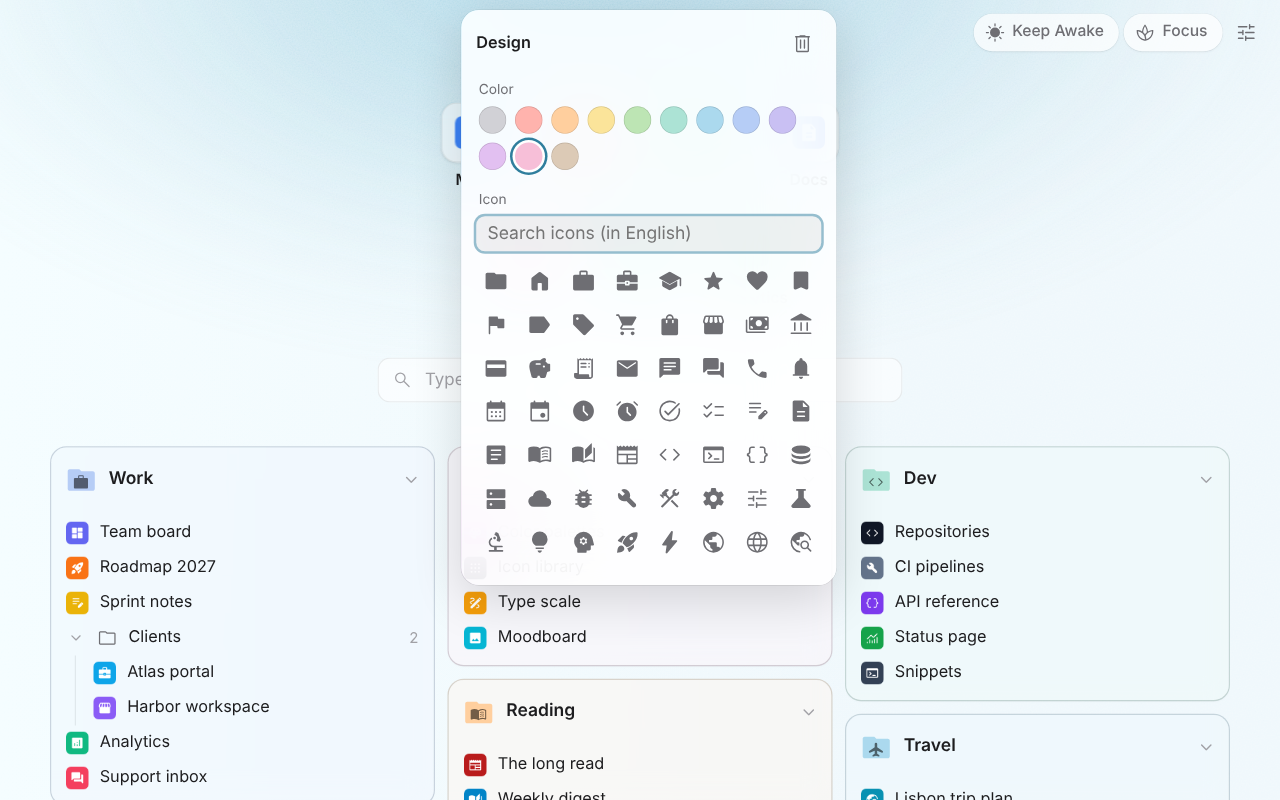 Design
Keep Awake
Focus
Color
Icon
Search icons (in English)
Docs
Type
Work
Team board
Roadmap 2027
Sprint notes
Clients
2
Atlas portal
Harbor workspace
Analytics
Support inbox
Icon library
Type scale
Moodboard
Reading
The long read
Weekly digest
Dev
Repositories
CI pipelines
API reference
Status page
Snippets
Travel
Lisbon trip plan